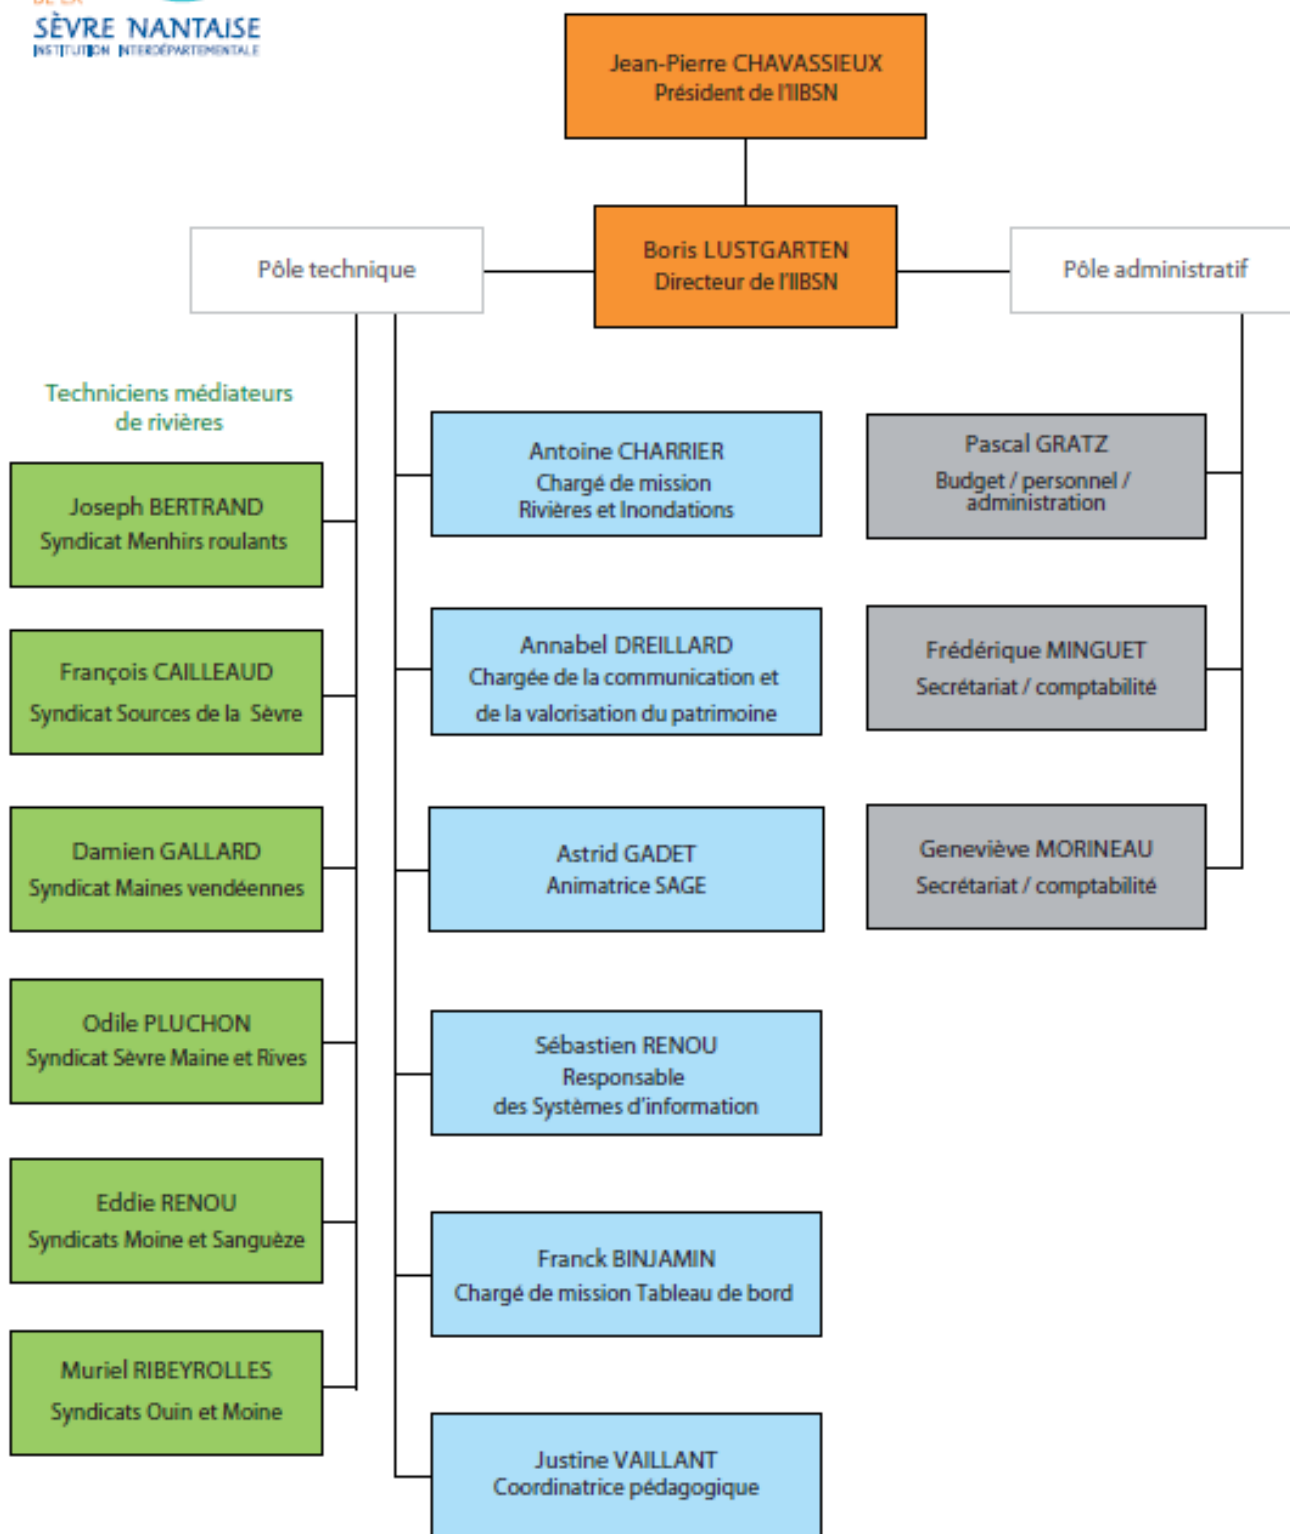 DE LA
SÈVRE NANTAISE
INSTITUTION INTERDÉPARTEMENTALE
Jean-Pierre CHAVASSIEUX
Président de l'IIBSN
Boris LUSTGARTEN
Directeur de l'IIBSN
Pôle technique
Pôle administratif
Techniciens médiateurs
de rivières
Joseph BERTRAND
Syndicat Menhirs roulants
François CAILLEAUD
Syndicat Sources de la Sèvre
Damien GALLARD
Syndicat Maines vendéennes
Odile PLUCHON
Syndicat Sèvre Maine et Rives
Eddie RENOU
Syndicats Moine et Sanguèze
Muriel RIBEYROLLES
Syndicats Ouin et Moine
Antoine CHARRIER
Chargé de mission
Rivières et Inondations
Annabel DREILLARD
Chargée de la communication et
de la valorisation du patrimoine
Astrid GADET
Animatrice SAGE
Sébastien RENOU
Responsable
des Systèmes d'information
Franck BINJAMIN
Chargé de mission Tableau de bord
Justine VAILLANT
Coordinatrice pédagogique
Pascal GRATZ
Budget / personnel /
administration
Frédérique MINGUET
Secrétariat / comptabilité
Geneviève MORINEAU
Secrétariat / comptabilité